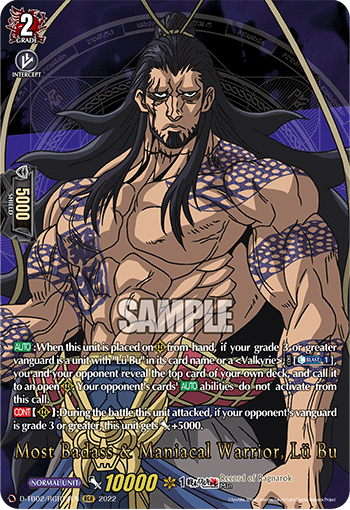 2
GRADE
INTERCEPT
5000
SHIELD
SAMPLE
AUTO :When this unit is placed on from hand, if your grade 3 or greater
vanguard is a unit with "Lü Bu" in its card name or a <Valkyrie>, [ BLAST 1 ],
you and your opponent reveal the top card of your own deck, and call it
to an open . Your opponent's cards' AUTO abilities do not activate from
this call.
CONT [ ]:During the battle this unit attacked, if your opponent's vanguard
is grade 3 or greater, this unit gets +5000.
Most Badass & Maniacal Warrior, Lü Bu
NORMAL UNIT 10000 1 Record of Ragnarok
2022